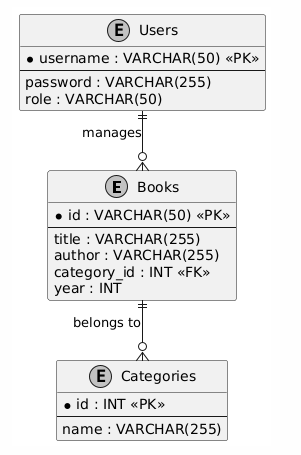 E Users
* username : VARCHAR(50) «PK»
password : VARCHAR(255)
role : VARCHAR(50)
manages
E Books
* id : VARCHAR(50) «PK»
title : VARCHAR(255)
author : VARCHAR(255)
category_id : INT «FK»
year : INT
belongs to
E Categories
* id : INT «PK»
name : VARCHAR(255)